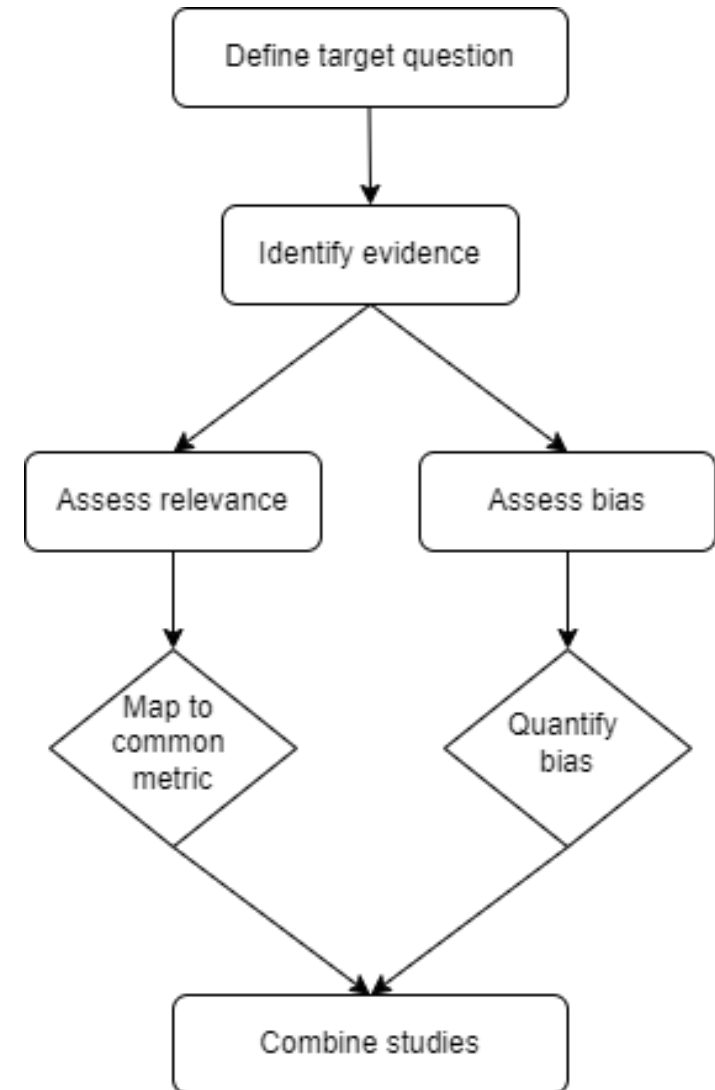 Define target question
Identify evidence
Assess relevance
Assess bias
Map to
common
metric
Quantify
bias
Combine studies